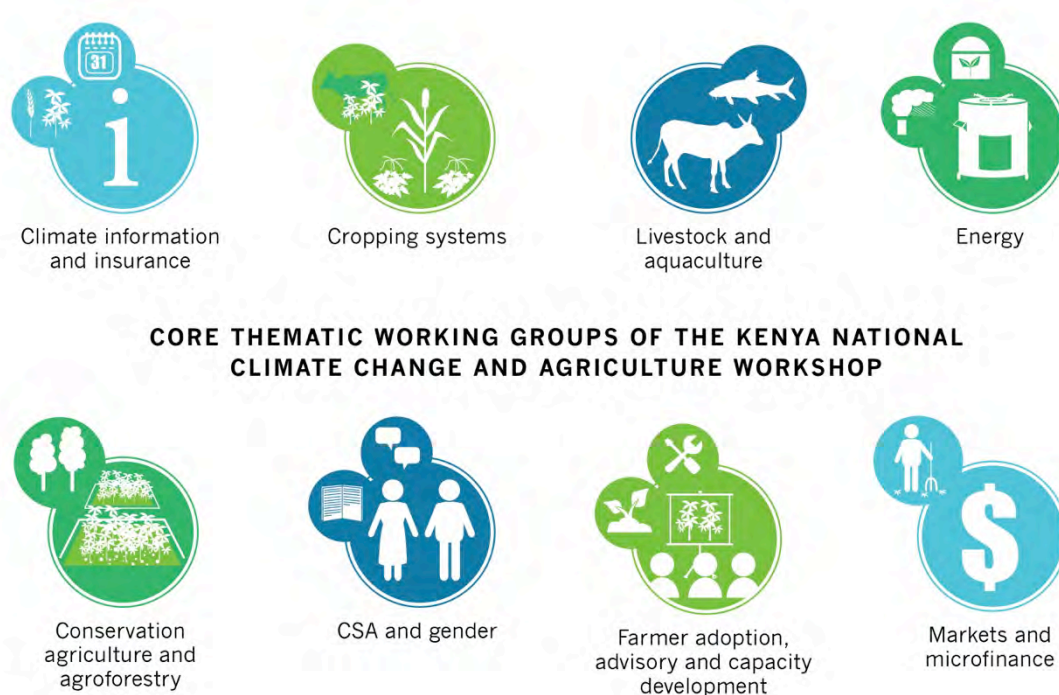 31
i
Climate information
and insurance
Cropping systems
Livestock and
aquaculture
Energy
CORE THEMATIC WORKING GROUPS OF THE KENYA NATIONAL
CLIMATE CHANGE AND AGRICULTURE WORKSHOP
Conservation
agriculture and
agroforestry
CSA and gender
Farmer adoption,
advisory and capacity
development
$
Markets and
microfinance